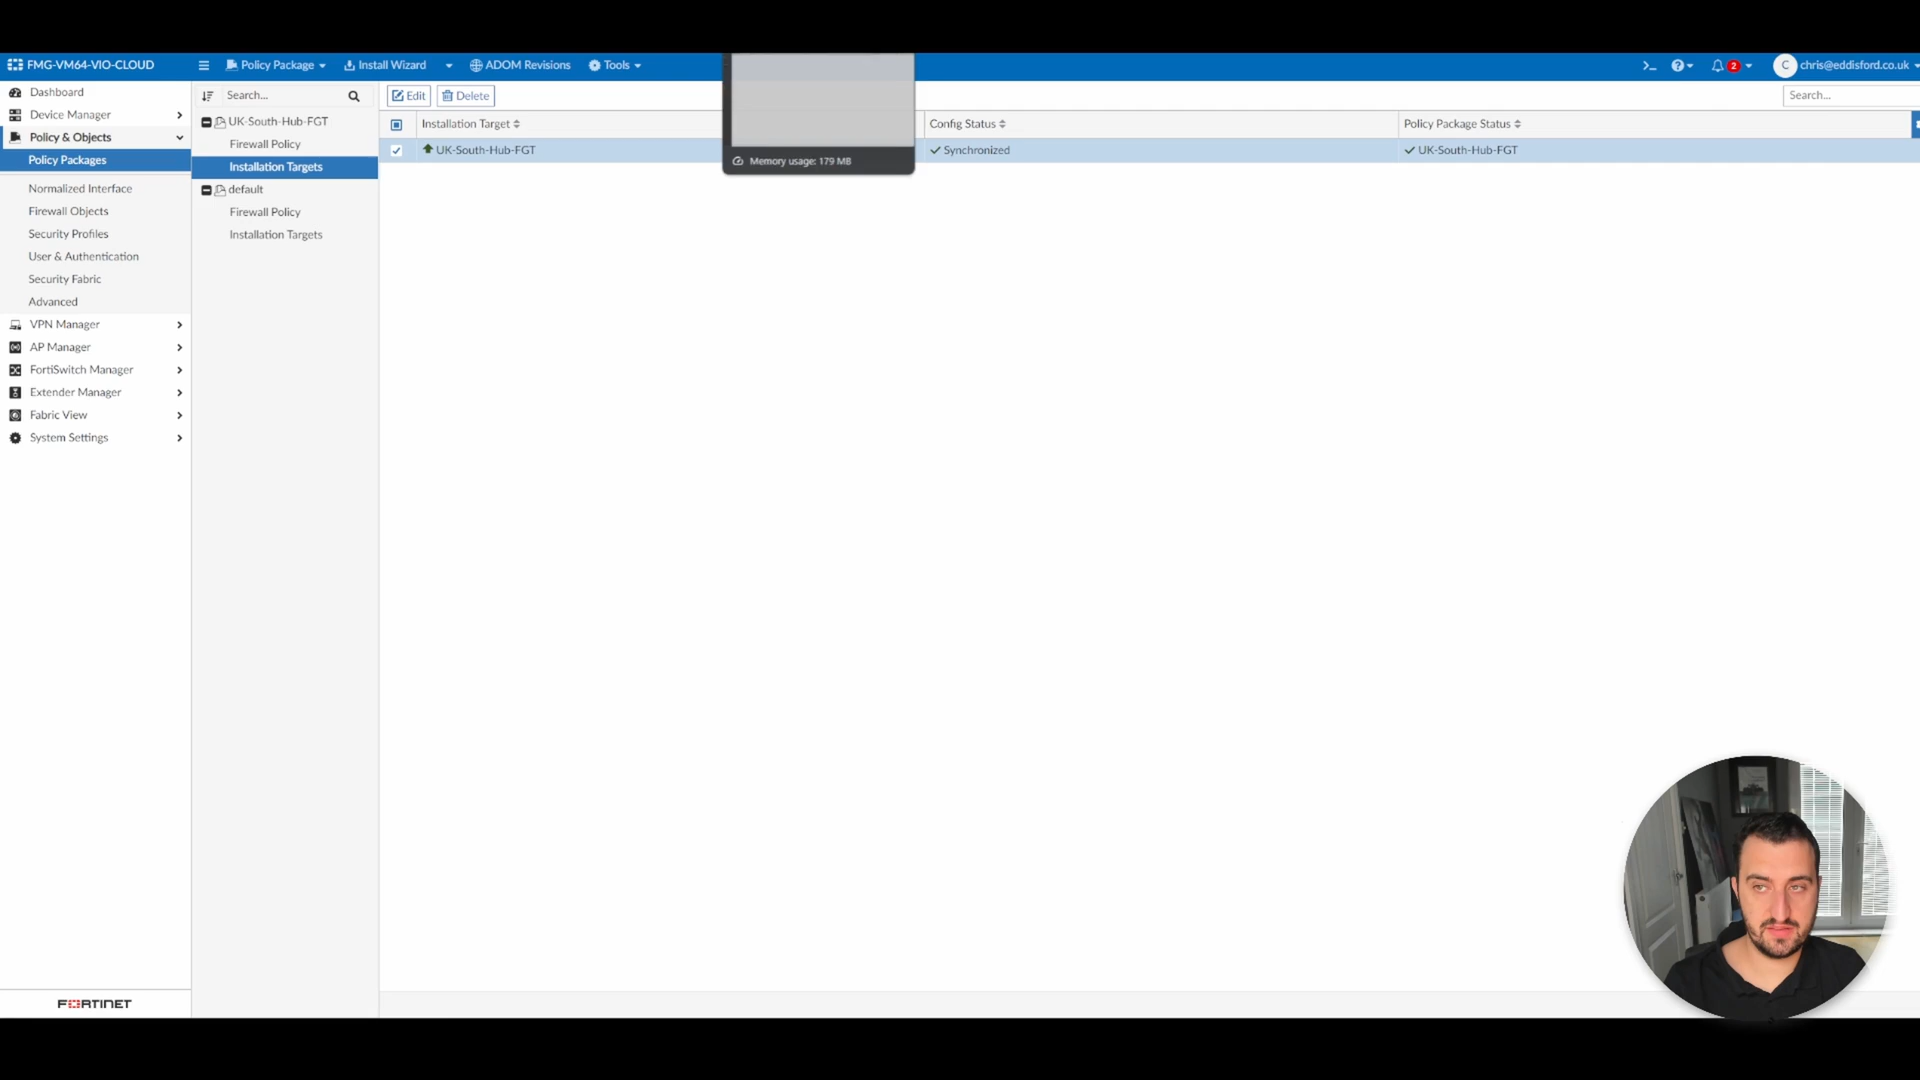 FMG-VM64-VIO-CLOUD
Policy Package
Install Wizard
ADOM Revisions
Tools
2
C
chris@eddisford.co.uk
Dashboard
Device Manager
Policy & Objects
Policy Packages
Normalized Interface
Firewall Objects
Security Profiles
User & Authentication
Security Fabric
Advanced
VPN Manager
AP Manager
FortiSwitch Manager
Extender Manager
Fabric View
System Settings
FORTINET
Search...
UK-South-Hub-FGT
Firewall Policy
Installation Targets
default
Firewall Policy
Installation Targets
Edit
Delete
Search...
Installation Target
Config Status
Policy Package Status
UK-South-Hub-FGT
Synchronized
UK-South-Hub-FGT
Memory usage: 179 MB